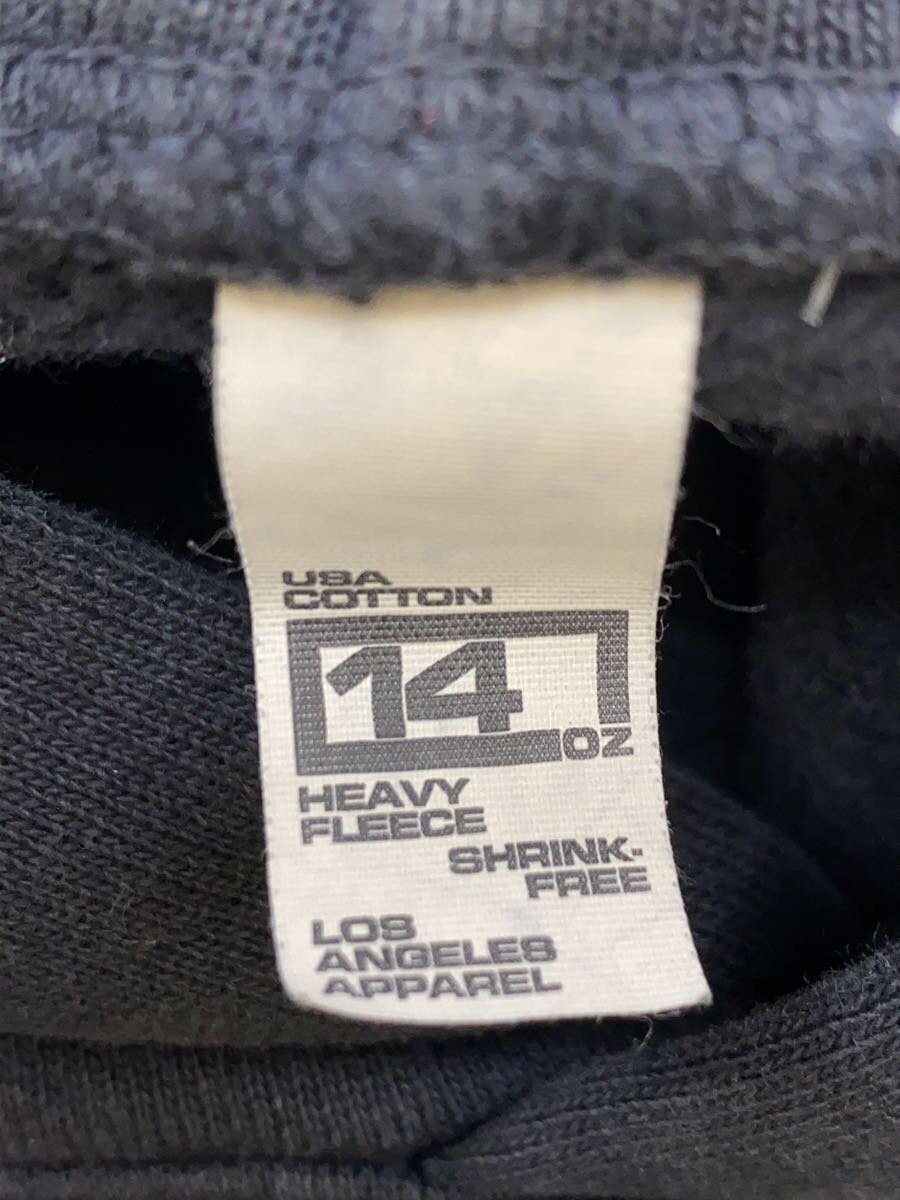 USA
COTTON
14
OZ
HEAVY
FLEECE
SHRINK-
FREE
LOS
ANGELES
APPAREL